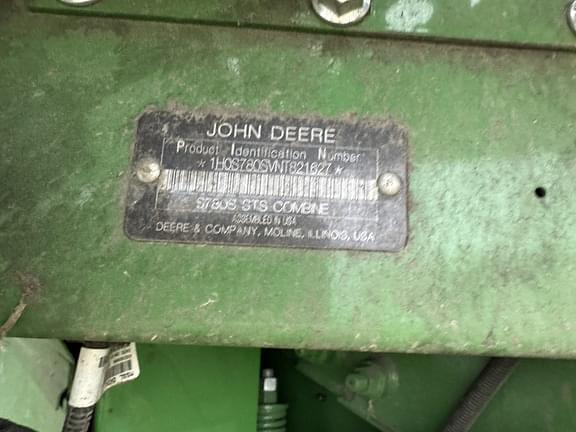 JOHN DEERE
Product Identification Number
*1H0S780SVNT821627*
S780S STS COMBINE
ASSEMBLED IN USA
DEERE & COMPANY, MOLINE, ILLINOIS, USA